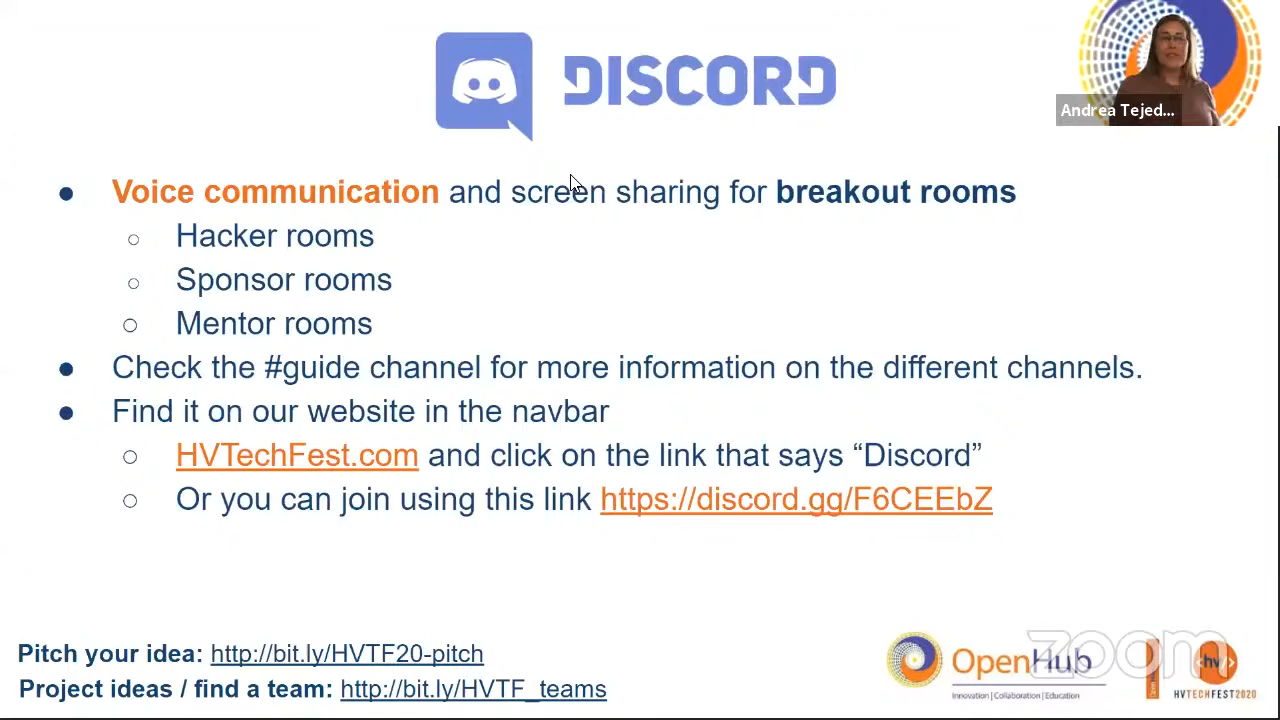 DISCORD
Andrea Tejed...
● Voice communication and screen sharing for breakout rooms
○ Hacker rooms
○ Sponsor rooms
○ Mentor rooms
● Check the #guide channel for more information on the different channels.
● Find it on our website in the navbar
○ HVTechFest.com and click on the link that says “Discord”
○ Or you can join using this link https://discord.gg/F6CEEbZ
Pitch your idea: http://bit.ly/HVTF20-pitch
Project ideas / find a team: http://bit.ly/HVTF_teams
OpenHub
Innovation | Collaboration | Education
zoom
hv
HVTECHFEST2020